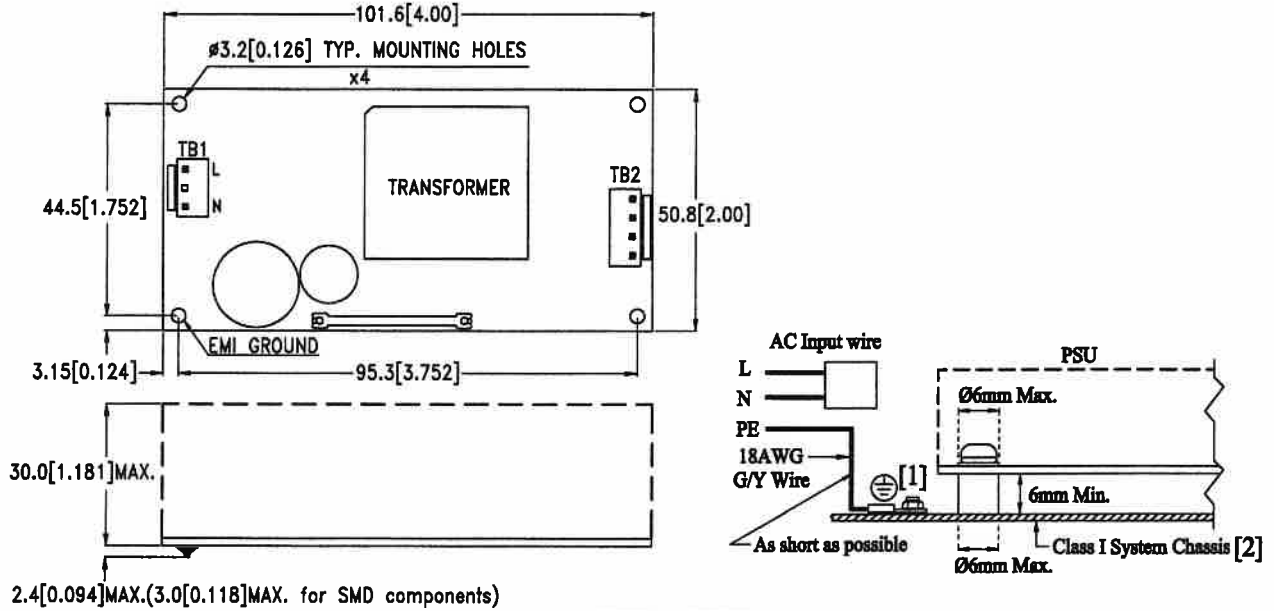 101.6[4.00]
ø3.2[0.126] TYP. MOUNTING HOLES
x4
TB1
L
N
TRANSFORMER
TB2
44.5[1.752]
50.8[2.00]
EMI GROUND
3.15[0.124]
95.3[3.752]
30.0[1.181]MAX.
2.4[0.094]MAX.(3.0[0.118]MAX. for SMD components)
AC Input wire
L
N
PE
18AWG
G/Y Wire
[1]
As short as possible
PSU
Ø6mm Max.
6mm Min.
Class I System Chassis [2]
Ø6mm Max.